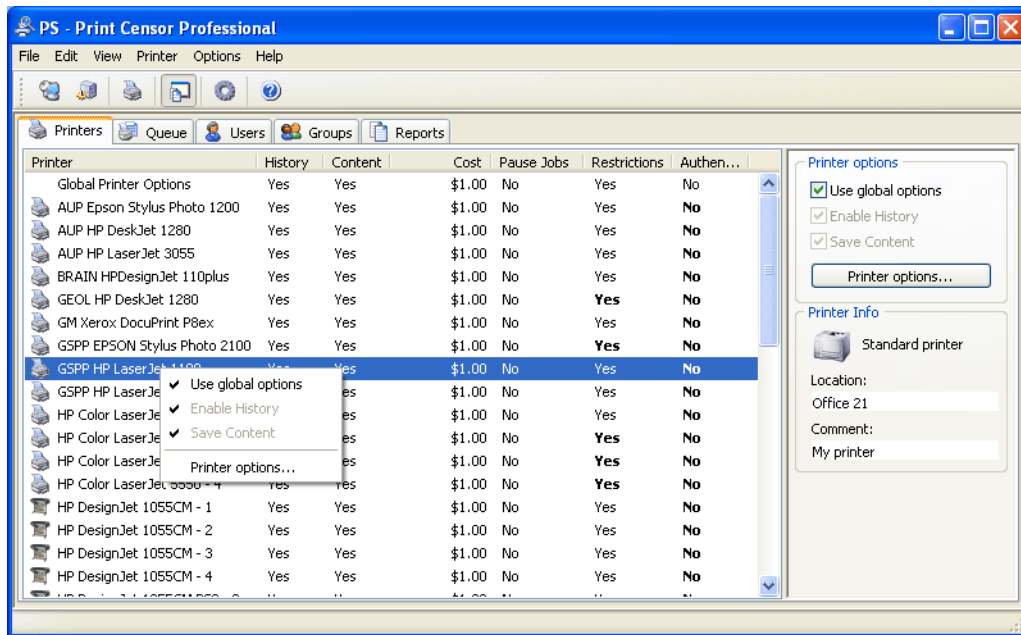 PS - Print Censor Professional
File Edit View Printer Options Help
Printers Queue Users Groups Reports
Printer History Content Cost Pause Jobs Restrictions Authen...
Global Printer Options Yes Yes $1.00 No Yes No
AUP Epson Stylus Photo 1200 Yes Yes $1.00 No Yes No
AUP HP DeskJet 1280 Yes Yes $1.00 No Yes No
AUP HP LaserJet 3055 Yes Yes $1.00 No Yes No
BRAIN HPDesignJet 110plus Yes Yes $1.00 No Yes No
GEOL HP DeskJet 1280 Yes Yes $1.00 No Yes No
GM Xerox DocuPrint P8ex Yes Yes $1.00 No Yes No
GSPP EPSON Stylus Photo 2100 Yes Yes $1.00 No Yes No
GSPP HP LaserJet $1.00 No Yes No
GSPP HP LaserJe es $1.00 No Yes No
HP Color LaserJe es $1.00 No Yes No
HP Color LaserJe es $1.00 No Yes No
HP Color LaserJe es $1.00 No Yes No
HP Color LaserJet 5550 - 4 Yes Yes $1.00 No Yes No
HP DesignJet 1055CM - 1 Yes Yes $1.00 No Yes No
HP DesignJet 1055CM - 2 Yes Yes $1.00 No Yes No
HP DesignJet 1055CM - 3 Yes Yes $1.00 No Yes No
HP DesignJet 1055CM - 4 Yes Yes $1.00 No Yes No
Use global options
Enable History
Save Content
Printer options...
Printer options
Use global options
Enable History
Save Content
Printer options...
Printer Info
Standard printer
Location:
Office 21
Comment:
My printer